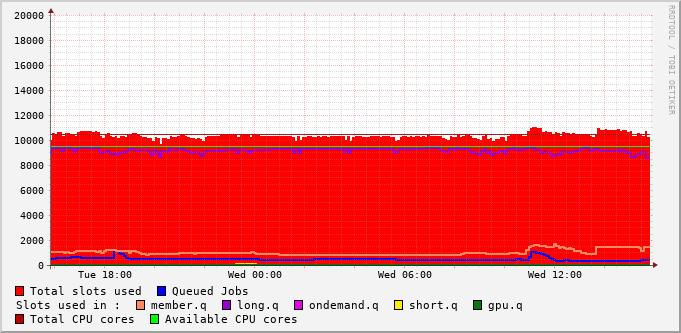 RRDTOOL / TOBI OETIKER
20000
18000
16000
14000
12000
10000
8000
6000
4000
2000
0
Tue 18:00 Wed 00:00 Wed 06:00 Wed 12:00
Total slots used Queued Jobs
Slots used in : member.q long.q ondemand.q short.q gpu.q
Total CPU cores Available CPU cores